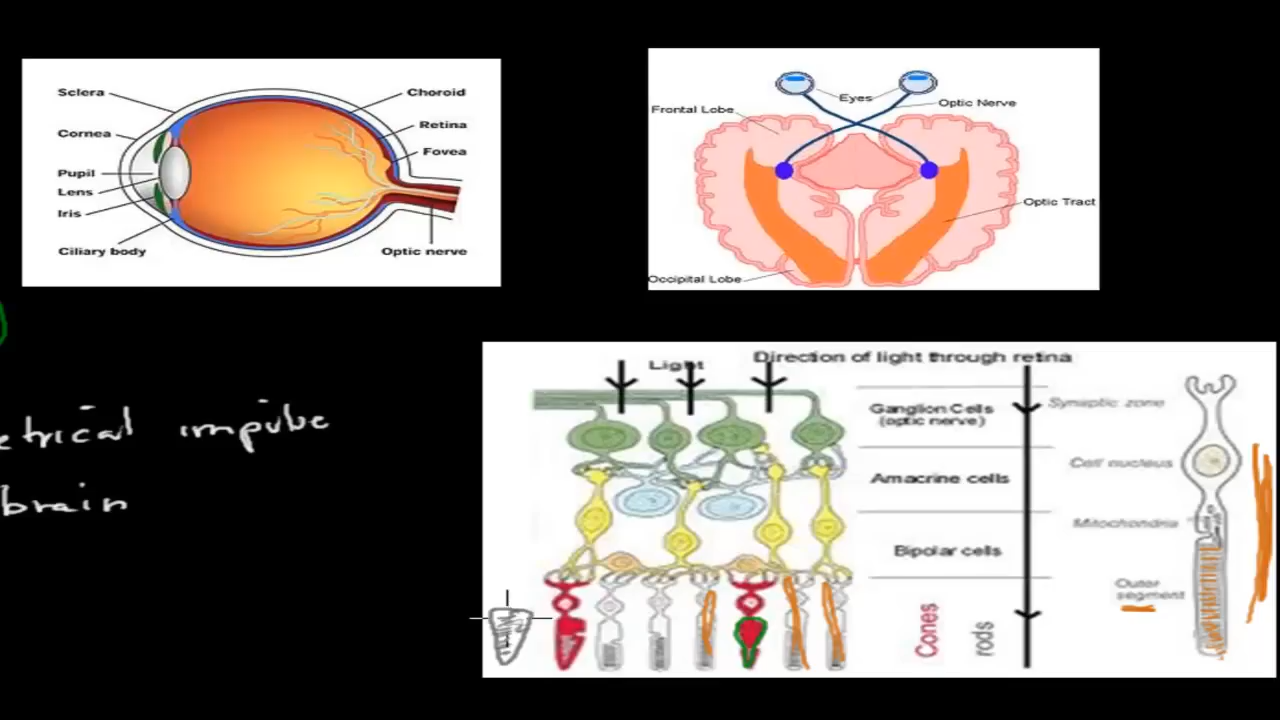 Sclera
Cornea
Pupil
Lens
Iris
Ciliary body
Choroid
Retina
Fovea
Optic nerve
Eyes
Optic Nerve
Frontal Lobe
Optic Tract
Occipital Lobe
etrical impulse
brain
Light
Direction of light through retina
Ganglion Cells
(optic nerve)
Amacrine cells
Bipolar cells
Cones
rods
Synaptic zone
Cell nucleus
Mitochondria
Outer
segment